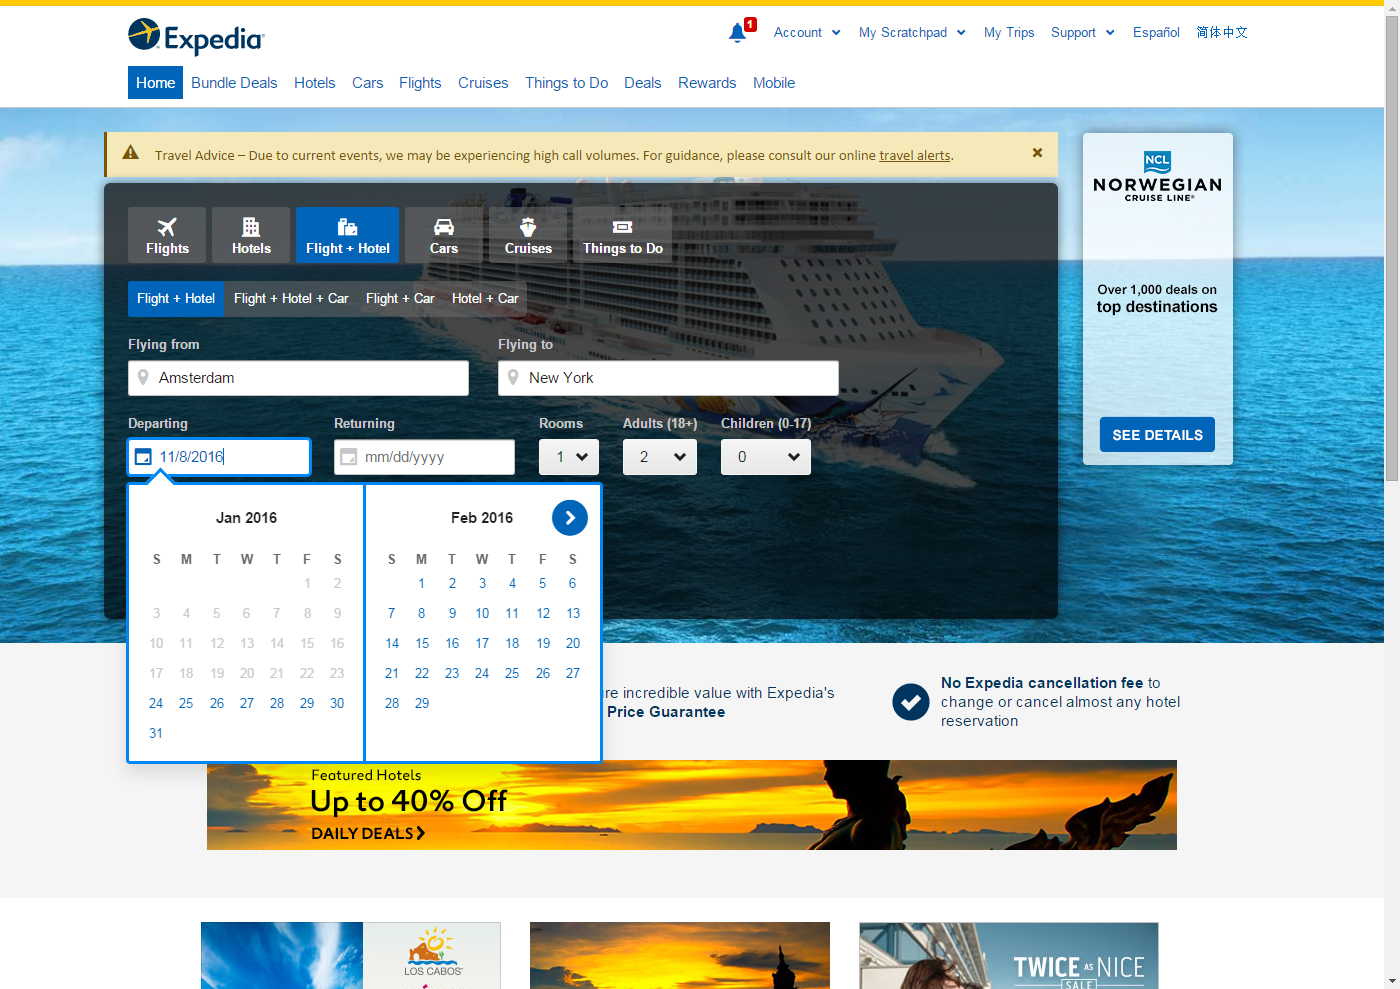 Expedia
1
Account
My Scratchpad
My Trips
Support
Español
简体中文
Home
Bundle Deals
Hotels
Cars
Flights
Cruises
Things to Do
Deals
Rewards
Mobile
Travel Advice – Due to current events, we may be experiencing high call volumes. For guidance, please consult our online travel alerts.
NCL
NORWEGIAN
CRUISE LINE®
Over 1,000 deals on
top destinations
SEE DETAILS
Flights
Hotels
Flight + Hotel
Cars
Cruises
Things to Do
Flight + Hotel
Flight + Hotel + Car
Flight + Car
Hotel + Car
Flying from
Flying to
Amsterdam
New York
Departing
Returning
Rooms
Adults (18+)
Children (0-17)
11/8/2016
mm/dd/yyyy
1
2
0
Jan 2016
S M T W T F S
1 2
3 4 5 6 7 8 9
10 11 12 13 14 15 16
17 18 19 20 21 22 23
24 25 26 27 28 29 30
31
Feb 2016
S M T W T F S
1 2 3 4 5 6
7 8 9 10 11 12 13
14 15 16 17 18 19 20
21 22 23 24 25 26 27
28 29
re incredible value with Expedia's
Price Guarantee
No Expedia cancellation fee to
change or cancel almost any hotel
reservation
Featured Hotels
Up to 40% Off
DAILY DEALS
LOS CABOS
TWICE AS NICE
SALE